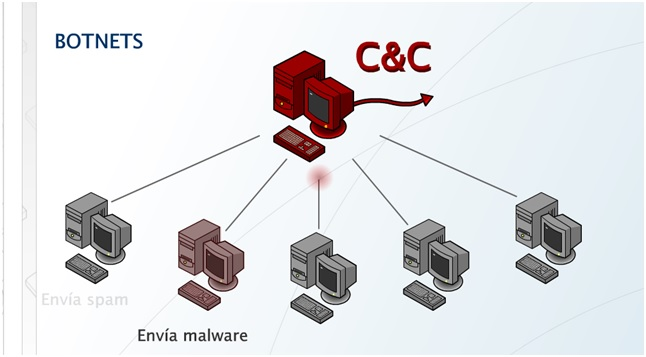 BOTNETS
C&C
Envía spam
Envía malware